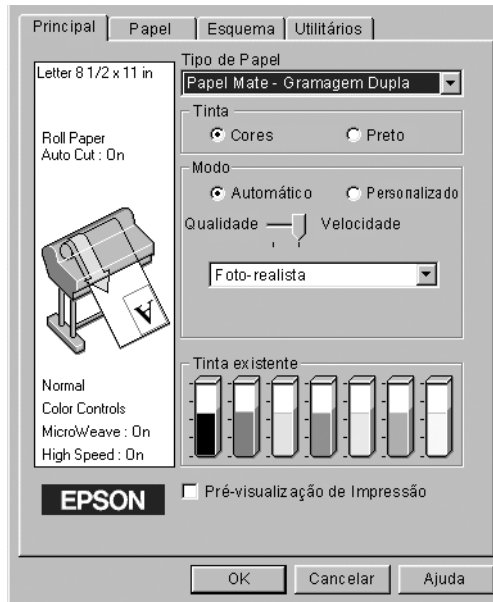 Principal Papel Esquema Utilitários
Letter 8 1/2 x 11 in
Roll Paper
Auto Cut : On
A
Normal
Color Controls
MicroWeave : On
High Speed : On
EPSON
Tipo de Papel
Papel Mate - Gramagem Dupla
Tinta
Cores Preto
Modo
Automático Personalizado
Qualidade Velocidade
Foto-realista
Tinta existente
Pré-visualização de Impressão
OK Cancelar Ajuda